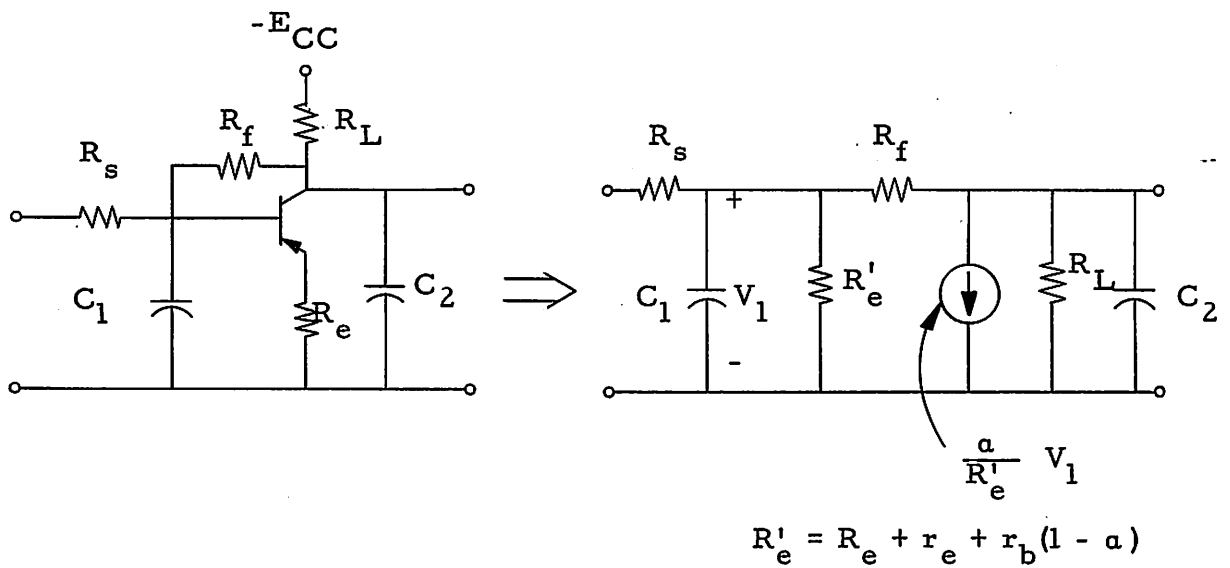 -E_CC
R_f
R_L
R_s
C_1
R_e
C_2
R_s
R_f
+
C_1
V_1
-
R'_e
R_L
C_2
a/R'_e V_1
R'_e = R_e + r_e + r_b(1 - a)